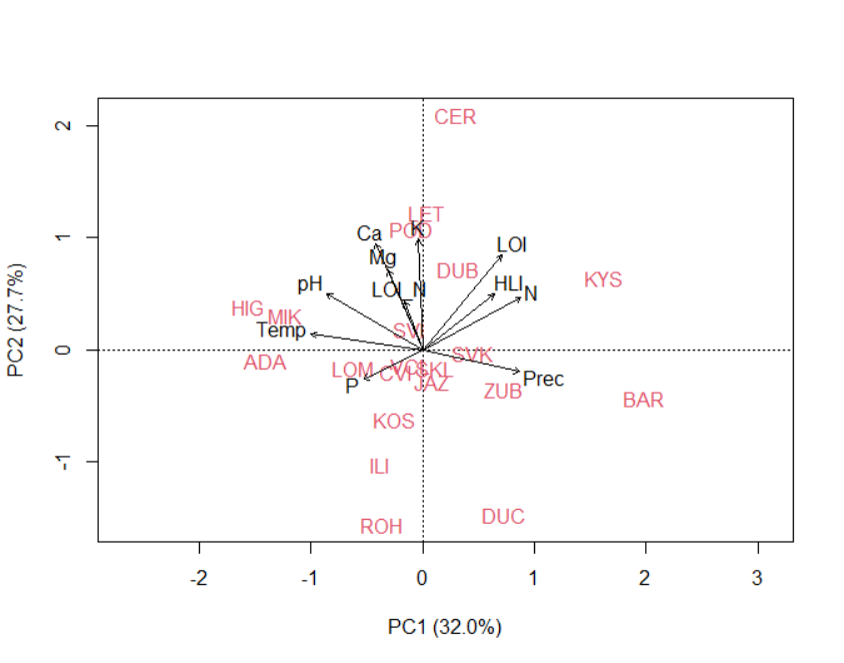 CER
2
LET
K
POD
Ca
LOI
Mg
DUB
KYS
pH
LOI_N
HLI
N
HIG
MIK
Temp
SVI
0
SVK
ADA
LOM
SKL
CVI
JAZ
P
Prec
ZUB
BAR
KOS
-1
ILI
DUC
ROH
1
PC2 (27.7%)
-2 -1 0 1 2 3
PC1 (32.0%)